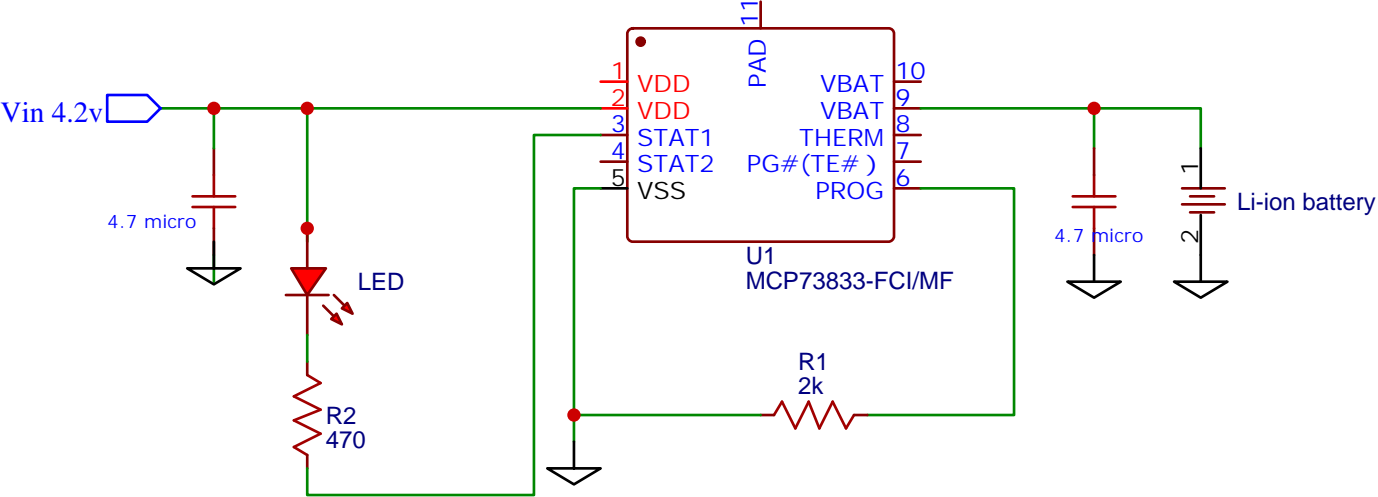 11
PAD
1 VDD
2 VDD
3 STAT1
4 STAT2
5 VSS
VBAT 10
VBAT 9
THERM 8
PG#(TE# ) 7
PROG 6
Vin 4.2v
4.7 micro
LED
R2
470
U1
MCP73833-FCI/MF
R1
2k
4.7 micro
1
2
Li-ion battery